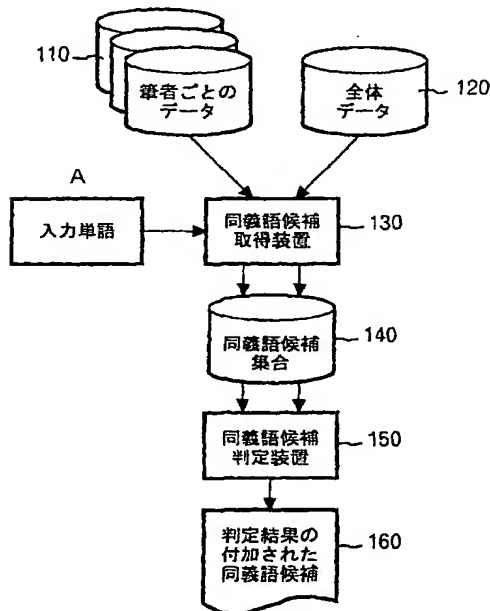 110
筆者ごとの
データ
全体
データ
120
A
入力単語
同義語候補
取得装置
130
同義語候補
集合
140
同義語候補
判定装置
150
判定結果の
付加された
同義語候補
160